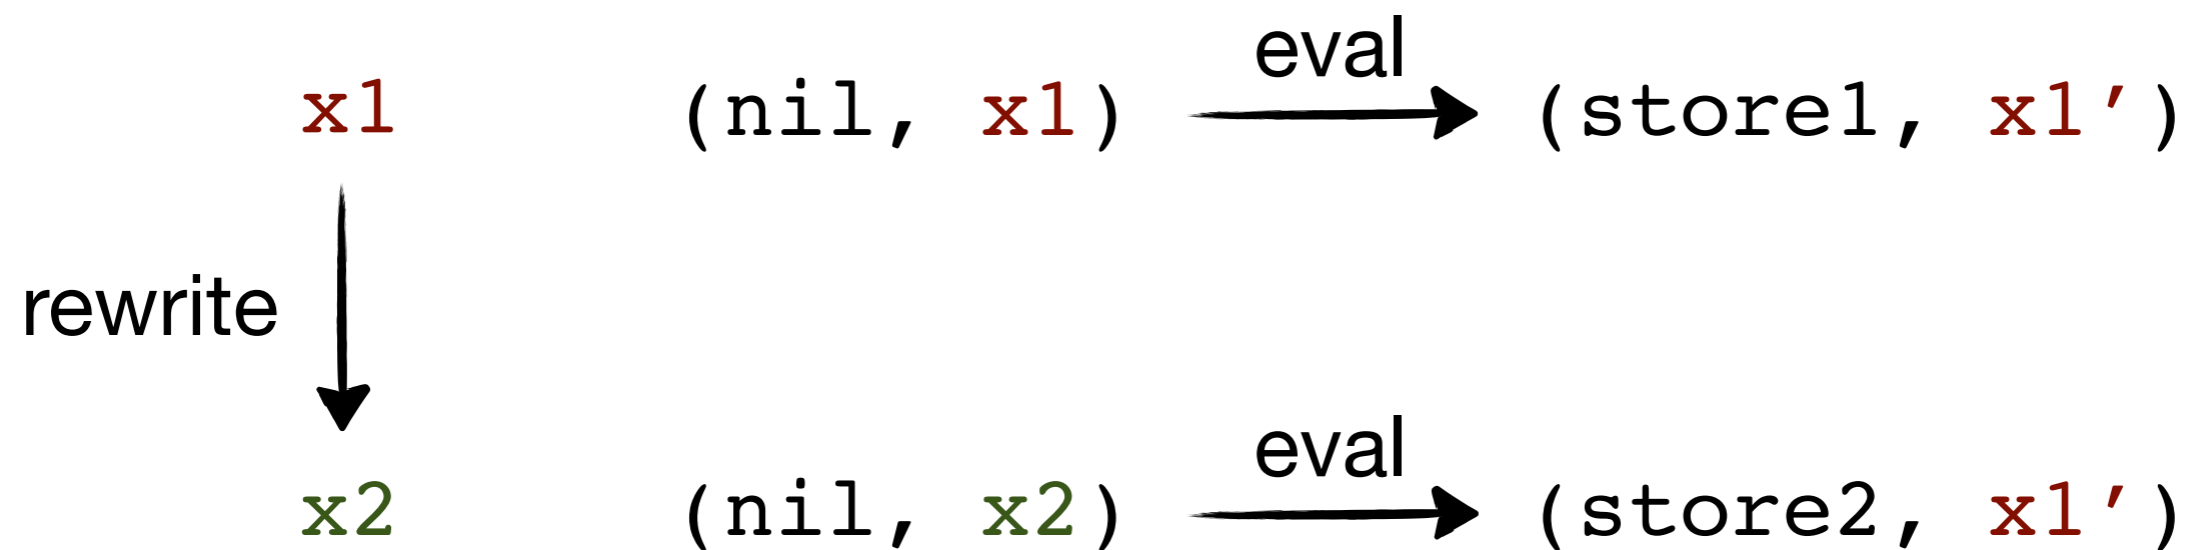 eval
x1 (nil, x1) (store1, x1’)
rewrite
eval
x2 (nil, x2) (store2, x1’)